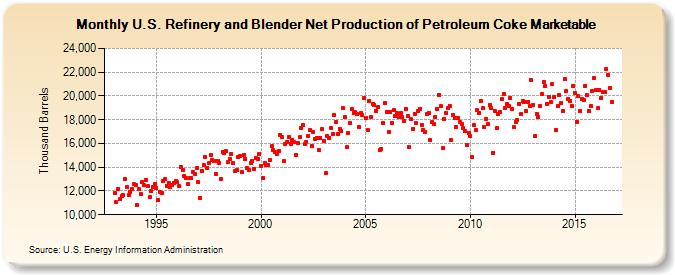 Monthly U.S. Refinery and Blender Net Production of Petroleum Coke Marketable
Thousand Barrels
24,000
22,000
20,000
18,000
16,000
14,000
12,000
10,000
1995 2000 2005 2010 2015
Source: U.S. Energy Information Administration